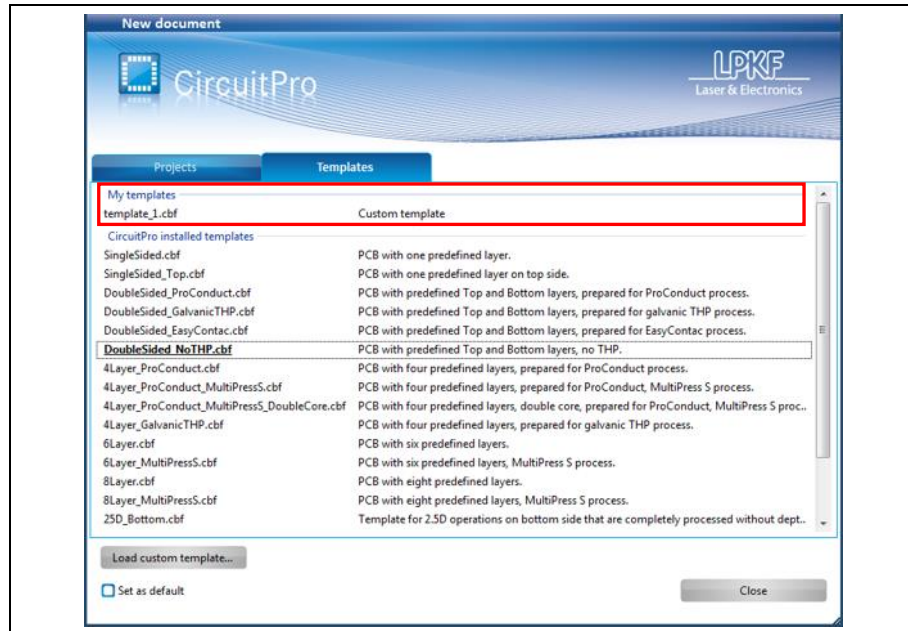 New document
CircuitPro
LPKF
Laser & Electronics
Projects Templates
My templates
template_1.cbf Custom template
CircuitPro installed templates
SingleSided.cbf PCB with one predefined layer.
SingleSided_Top.cbf PCB with one predefined layer on top side.
DoubleSided_ProConduct.cbf PCB with predefined Top and Bottom layers, prepared for ProConduct process.
DoubleSided_GalvanicTHP.cbf PCB with predefined Top and Bottom layers, prepared for galvanic THP process.
DoubleSided_EasyContac.cbf PCB with predefined Top and Bottom layers, prepared for EasyContac process.
DoubleSided_NoTHP.cbf PCB with predefined Top and Bottom layers, no THP.
4Layer_ProConduct.cbf PCB with four predefined layers, prepared for ProConduct process.
4Layer_ProConduct_MultiPressS.cbf PCB with four predefined layers, prepared for ProConduct, MultiPress S process.
4Layer_ProConduct_MultiPressS_DoubleCore.cbf PCB with four predefined layers, double core, prepared for ProConduct, MultiPress S proc..
4Layer_GalvanicTHP.cbf PCB with four predefined layers, prepared for galvanic THP process.
6Layer.cbf PCB with six predefined layers.
6Layer_MultiPressS.cbf PCB with six predefined layers, MultiPress S process.
8Layer.cbf PCB with eight predefined layers.
8Layer_MultiPressS.cbf PCB with eight predefined layers, MultiPress S process.
25D_Bottom.cbf Template for 2.5D operations on bottom side that are completely processed without dept..
Load custom template...
Set as default Close